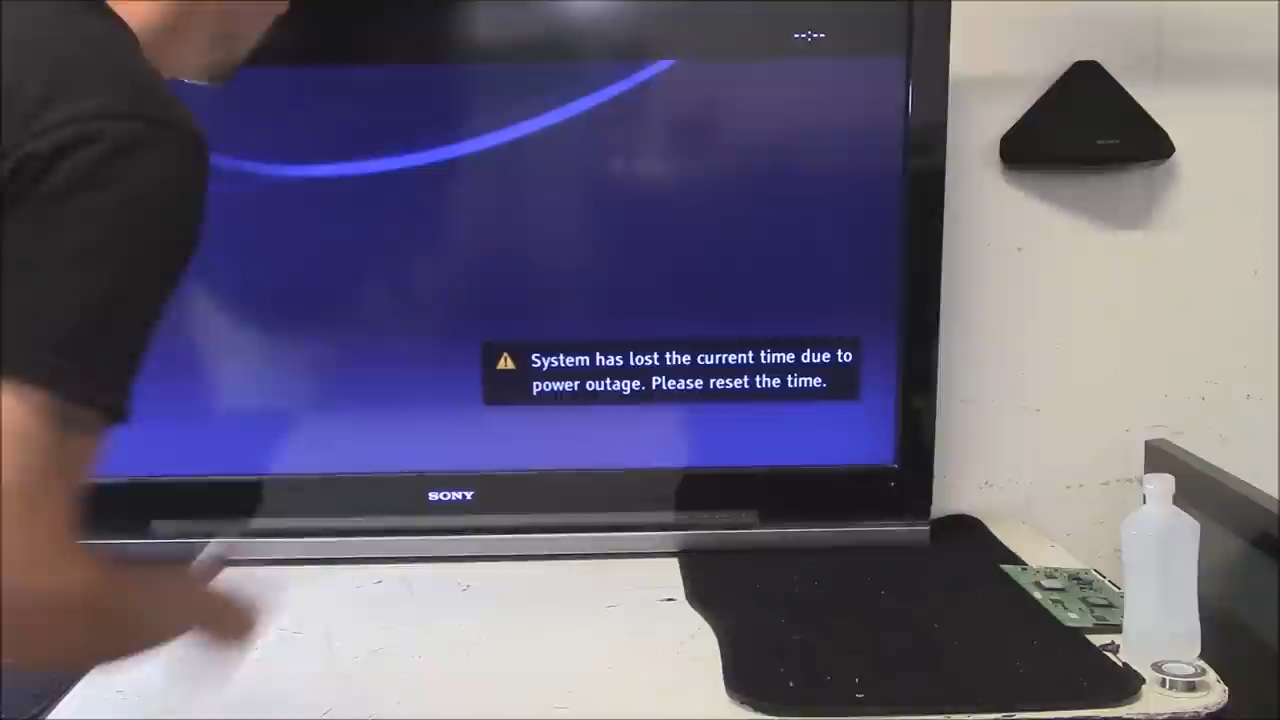 --:--
System has lost the current time due to
power outage. Please reset the time.
SONY